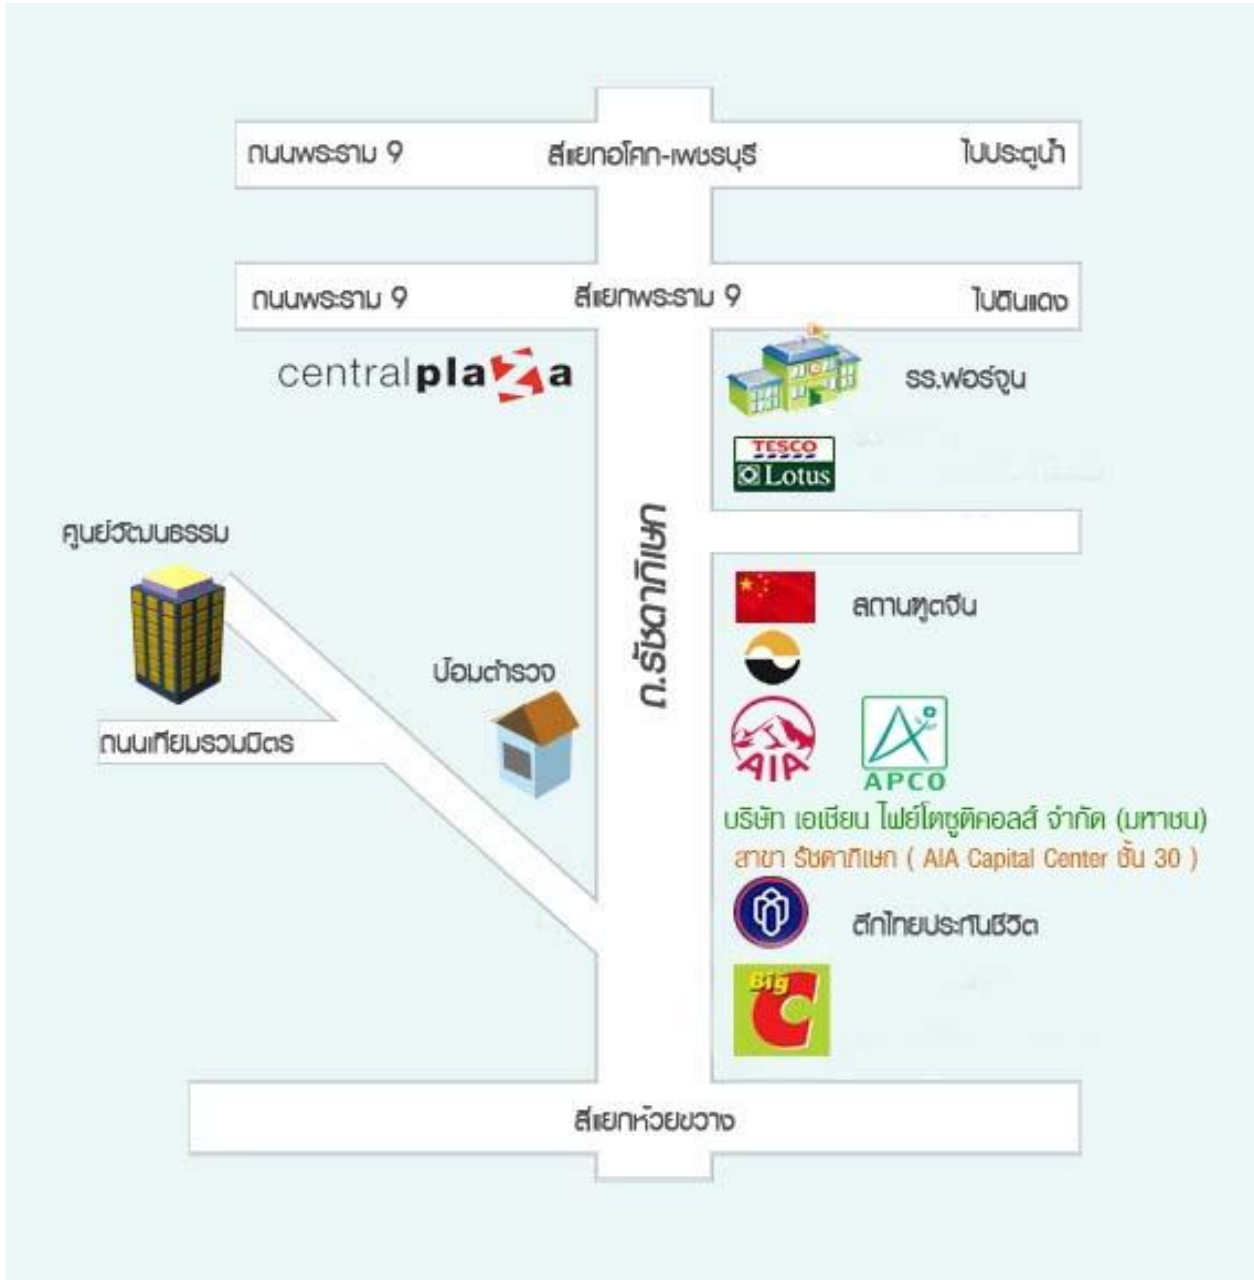 ถนนพระราม 9
สี่แยกอโศก-เพชรบุรี
ไปประตูน้ำ
ถนนพระราม 9
สี่แยกพระราม 9
ไปดินแดง
centralplaza
รร.ฟอร์จูน
TESCO
Lotus
ถ.รัชดาภิเษก
ศูนย์วัฒนธรรม
สถานฑูตจีน
ป้อมตำรวจ
ถนนเทียมรวมมิตร
AIA
APCO
บริษัท เอเชียน ไฟย์โตซูติคอลส์ จำกัด (มหาชน)
สาขา รัชดาภิเษก ( AIA Capital Center ชั้น 30 )
ตึกไทยประกันชีวิต
Big C
สี่แยกห้วยขวาง